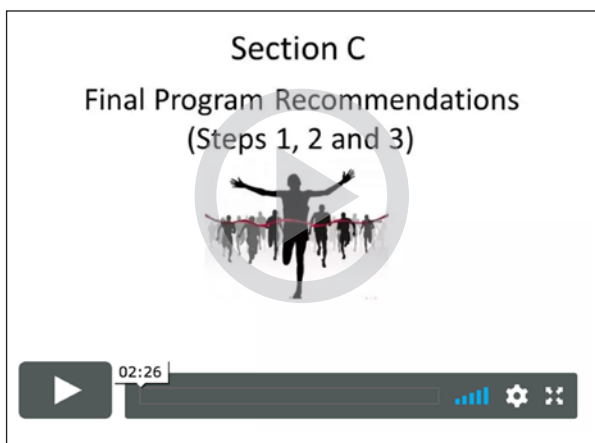 Section C
Final Program Recommendations
(Steps 1, 2 and 3)
02:26